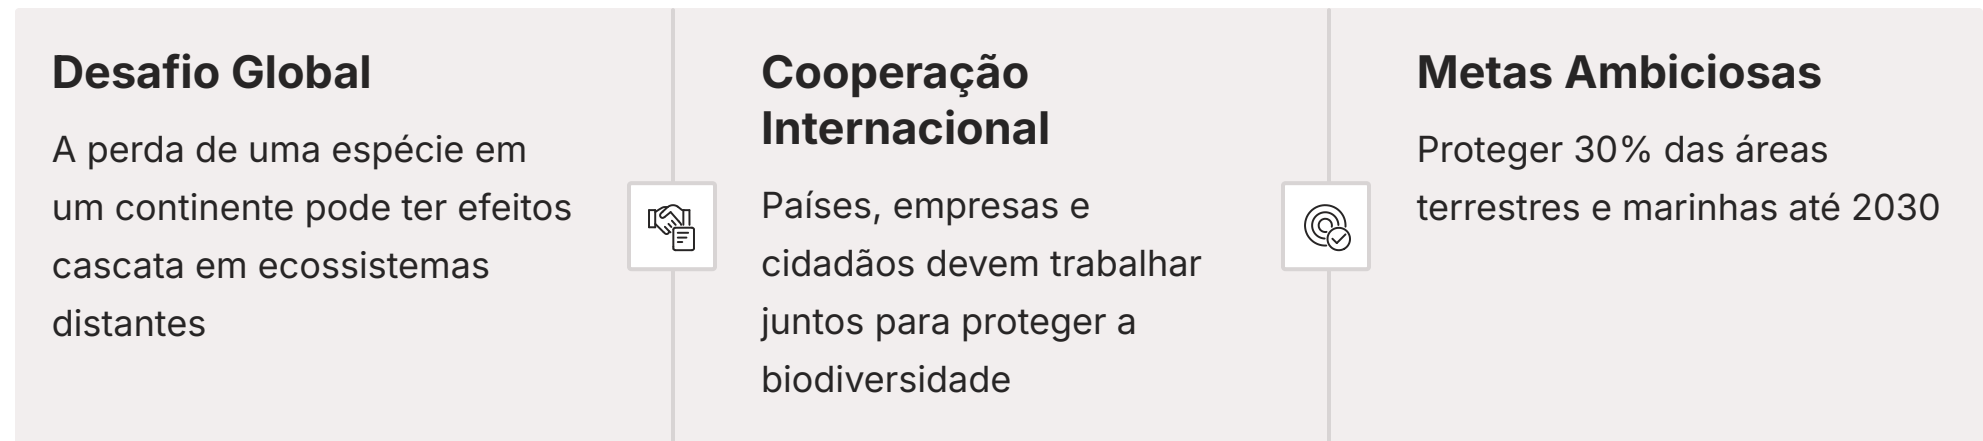 Desafio Global
A perda de uma espécie em
um continente pode ter efeitos
cascata em ecossistemas
distantes
Cooperação
Internacional
Países, empresas e
cidadãos devem trabalhar
juntos para proteger a
biodiversidade
Metas Ambiciosas
Proteger 30% das áreas
terrestres e marinhas até 2030